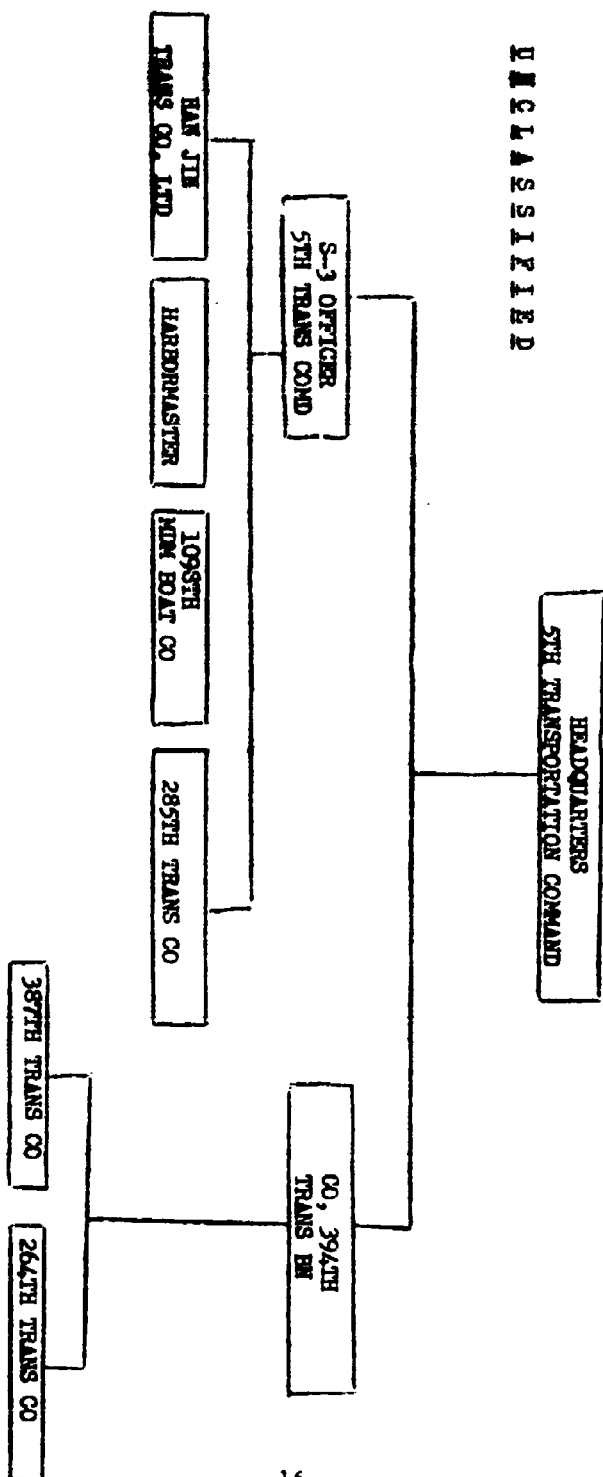 UNCLASSIFIED
HEADQUARTERS
5TH TRANSPORTATION COMMAND
S-3 OFFICER
5TH TRANS COMD
CO, 394TH
TRANS BN
HAN JIN
TRANS CO, LTD
HARBORMASTER
1098TH
MDM BOAT CO
285TH TRANS CO
387TH TRANS CO
264TH TRANS CO
16